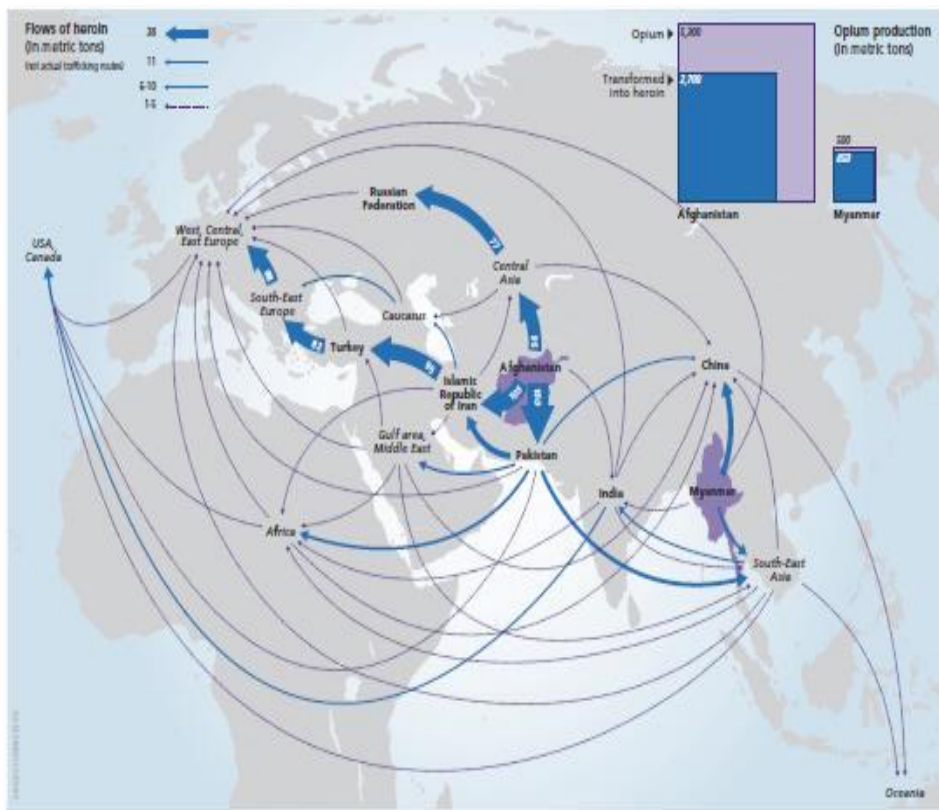 Flows of heroin
(in metric tons)
(not actual trafficking routes)
11
6-10
Opium
Transformed
into heroin
2,700
Opium production
(in metric tons)
Afghanistan
Myanmar
Russian
Federation
West, Central,
East Europe
USA,
Canada
Central
Asia
South-East
Europe
Caucasus
Turkey
Afghanistan
China
Islamic
Republic
of Iran
Gulf area,
Middle East
Pakistan
India
Myanmar
Africa
South-East
Asia
Oceania